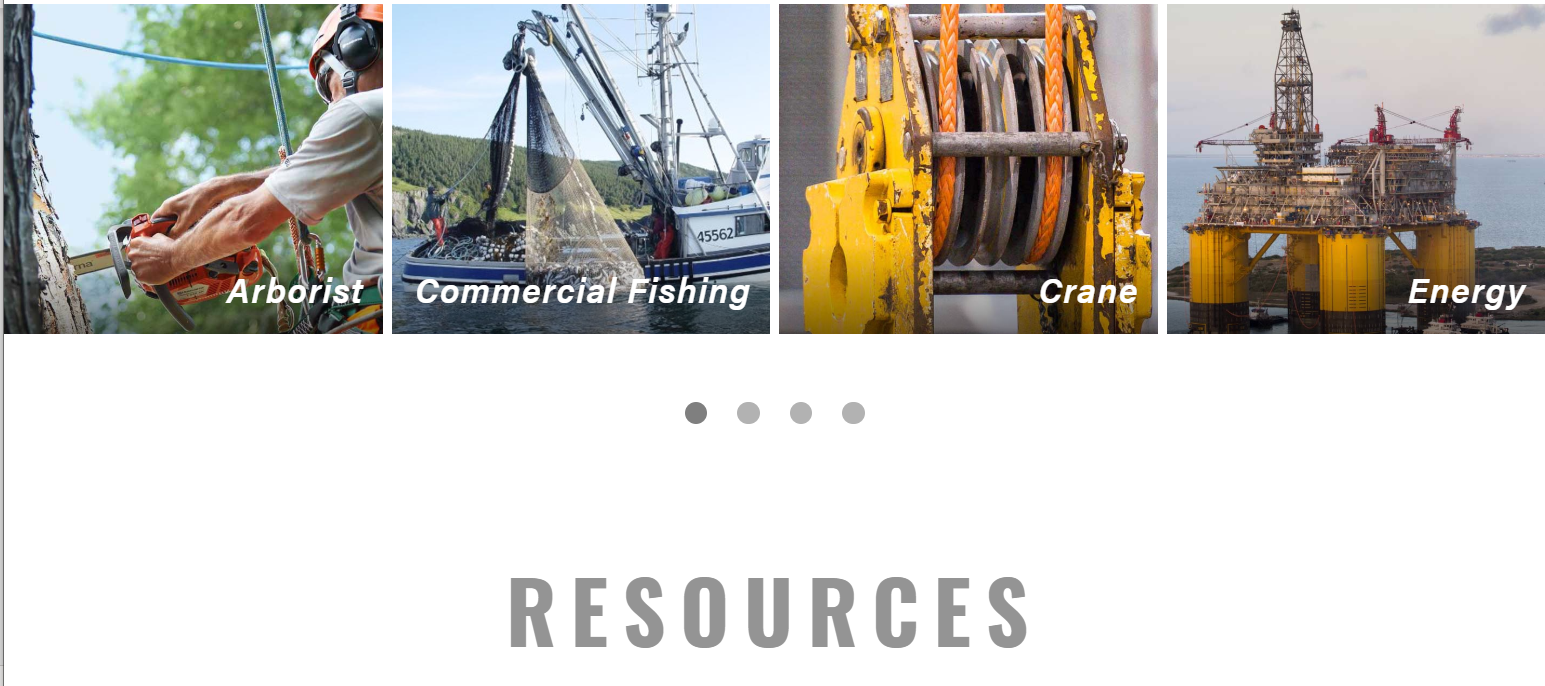 Arborist
Commercial Fishing
Crane
Energy
45562
RESOURCES